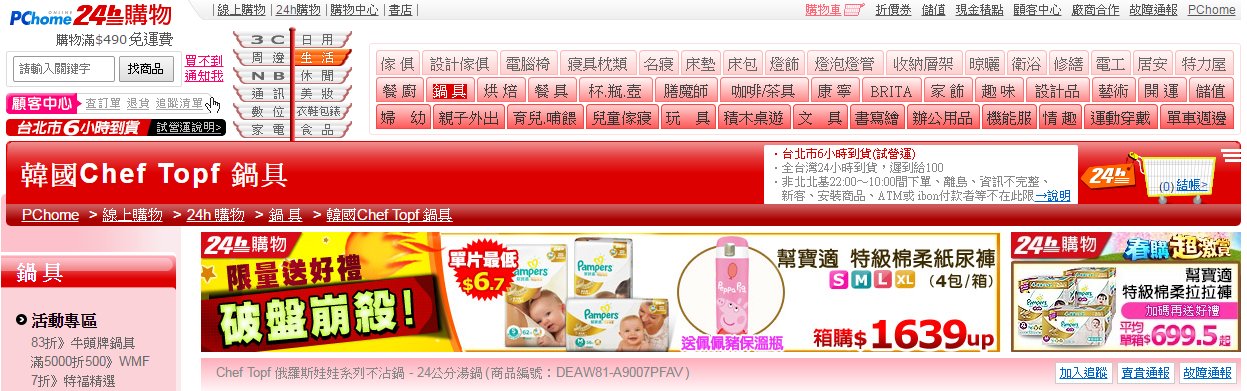 PChome ONLINE 24h購物
|線上購物 |24h購物 |購物中心 |書店|
購物車 折價券 儲值 現金積點 顧客中心 廠商合作 故障通報 PChome
購物滿$490免運費
請輸入關鍵字 找商品 買不到通知我
顧客中心 查訂單 退貨 追蹤清單
台北市6小時到貨 試營運說明>
3C 日用
周邊 生活
NB 休閒
通訊 美妝
數位 衣鞋包錶
家電 食品
傢俱 設計傢俱 電腦椅 寢具枕類 名寢 床墊 床包 燈飾 燈泡燈管 收納層架 晾曬 衛浴 修繕 電工 居安 特力屋
餐廚 鍋具 烘焙 餐具 杯.瓶.壺 膳魔師 咖啡/茶具 康寧 BRITA 家飾 趣味 設計品 藝術 開運 儲值
婦幼 親子外出 育兒.哺餵 兒童傢寢 玩具 積木桌遊 文具 書寫繪 辦公用品 機能服 情趣 運動穿戴 單車週邊
韓國Chef Topf 鍋具
．台北市6小時到貨(試營運)
．全台灣24小時到貨，遲到給100
．非北北基22:00～10:00間下單、離島、資訊不完整、
新客、安裝商品、ATM或 ibon付款者等不在此限→說明
24h
(0) 結帳>
PChome > 線上購物 > 24h 購物 > 鍋具 > 韓國Chef Topf 鍋具
24h購物
限量送好禮
破盤崩殺!
單片最低
$6.7
Pampers
Pampers
Pampers
Peppa Pig
送佩佩豬保溫瓶
幫寶適 特級棉柔紙尿褲
S M L XL (4包/箱)
箱購$1639up
24h購物 春購超激賞
幫寶適
特級棉柔拉拉褲
加碼再送好禮
平均單箱$699.5起
鍋具
活動專區
83折》牛頭牌鍋具
滿5000折500》WMF
7折》特福精選
Chef Topf 俄羅斯娃娃系列不沾鍋 - 24公分湯鍋 (商品編號：DEAW81-A9007PFAV )
加入追蹤 賣貴通報 故障通報